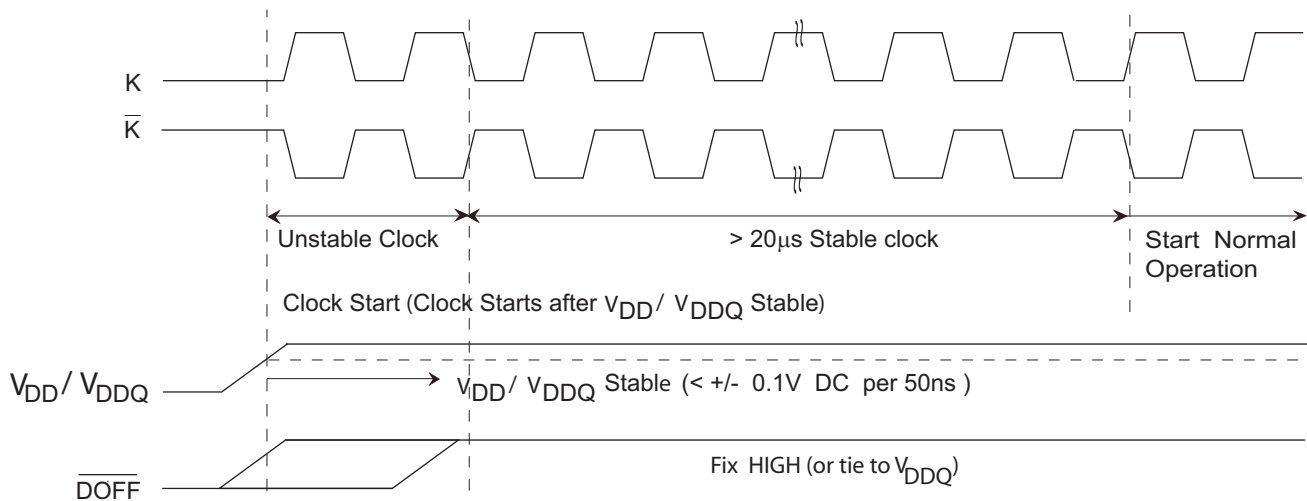 K
K̅
Unstable Clock
> 20μs Stable clock
Start Normal
Operation
Clock Start (Clock Starts after VDD / VDDQ Stable)
VDD / VDDQ
VDD / VDDQ Stable (< +/- 0.1V DC per 50ns )
Fix HIGH (or tie to VDDQ)
D̅O̅F̅F̅